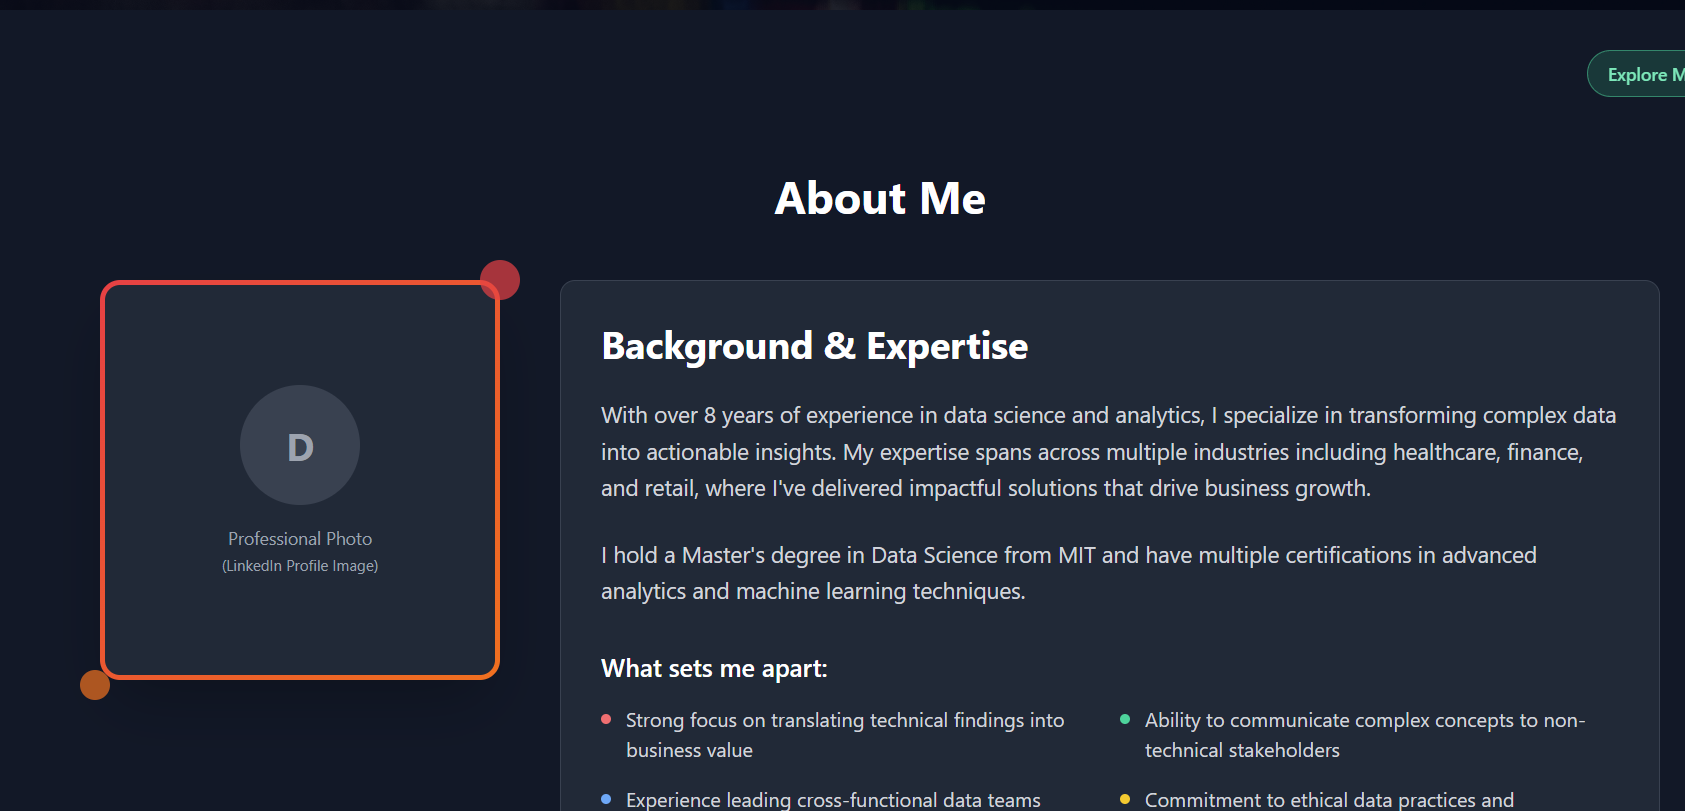 Explore M
About Me
D
Professional Photo
(LinkedIn Profile Image)
Background & Expertise
With over 8 years of experience in data science and analytics, I specialize in transforming complex data
into actionable insights. My expertise spans across multiple industries including healthcare, finance,
and retail, where I've delivered impactful solutions that drive business growth.
I hold a Master's degree in Data Science from MIT and have multiple certifications in advanced
analytics and machine learning techniques.
What sets me apart:
Strong focus on translating technical findings into
business value
Ability to communicate complex concepts to non-
technical stakeholders
Experience leading cross-functional data teams
Commitment to ethical data practices and